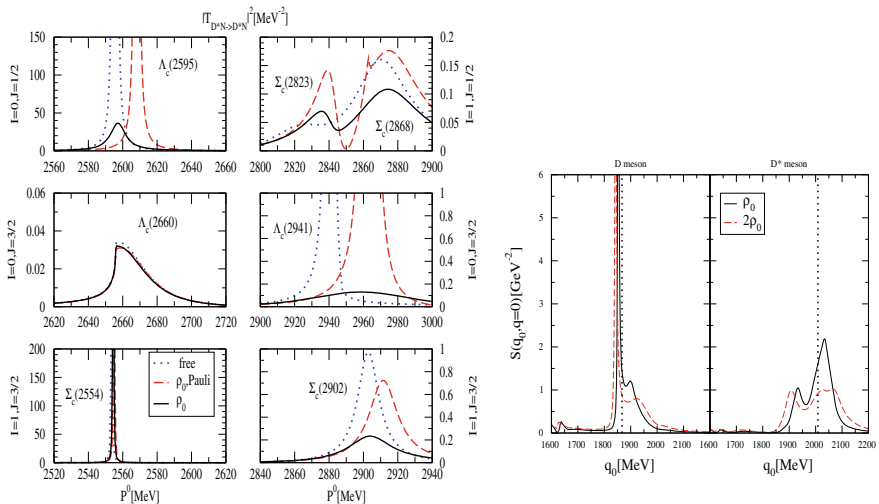 |T_{D*N->D*N}|²[MeV⁻²]
I=0,J=1/2
150
100
50
0
Λ_c(2595)
2560 2580 2600 2620 2640 2660
Σ_c(2823)
Σ_c(2868)
0.2
0.15
0.1
0.05
0
I=1,J=1/2
2800 2820 2840 2860 2880 2900
I=0,J=3/2
0.06
0.04
0.02
0
Λ_c(2660)
2620 2640 2660 2680 2700 2720
Λ_c(2941)
1
0.8
0.6
0.4
0.2
0
I=0,J=3/2
2900 2920 2940 2960 2980 3000
I=1,J=3/2
200
150
100
50
0
Σ_c(2554)
free
ρ₀,Pauli
ρ₀
2520 2540 2560 2580 2600 2620
P⁰[MeV]
Σ_c(2902)
1
0.8
0.6
0.4
0.2
0
I=1,J=3/2
2840 2860 2880 2900 2920 2940
P⁰[MeV]
D meson
D* meson
S(q₀,q=0)[GeV⁻²]
6
5
4
3
2
1
0
ρ₀
2ρ₀
1600 1700 1800 1900 2000 2100 1600 1700 1800 1900 2000 2100 2200
q₀[MeV]
q₀[MeV]